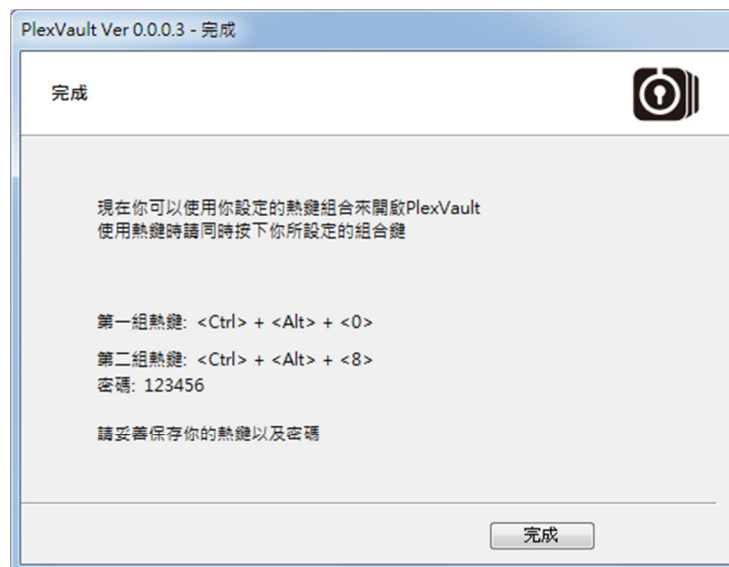 PlexVault Ver 0.0.0.3 - 完成
完成
現在你可以使用你設定的熱鍵組合來開啟PlexVault
使用熱鍵時請同時按下你所設定的組合鍵
第一組熱鍵: <Ctrl> + <Alt> + <0>
第二組熱鍵: <Ctrl> + <Alt> + <8>
密碼: 123456
請妥善保存你的熱鍵以及密碼
完成